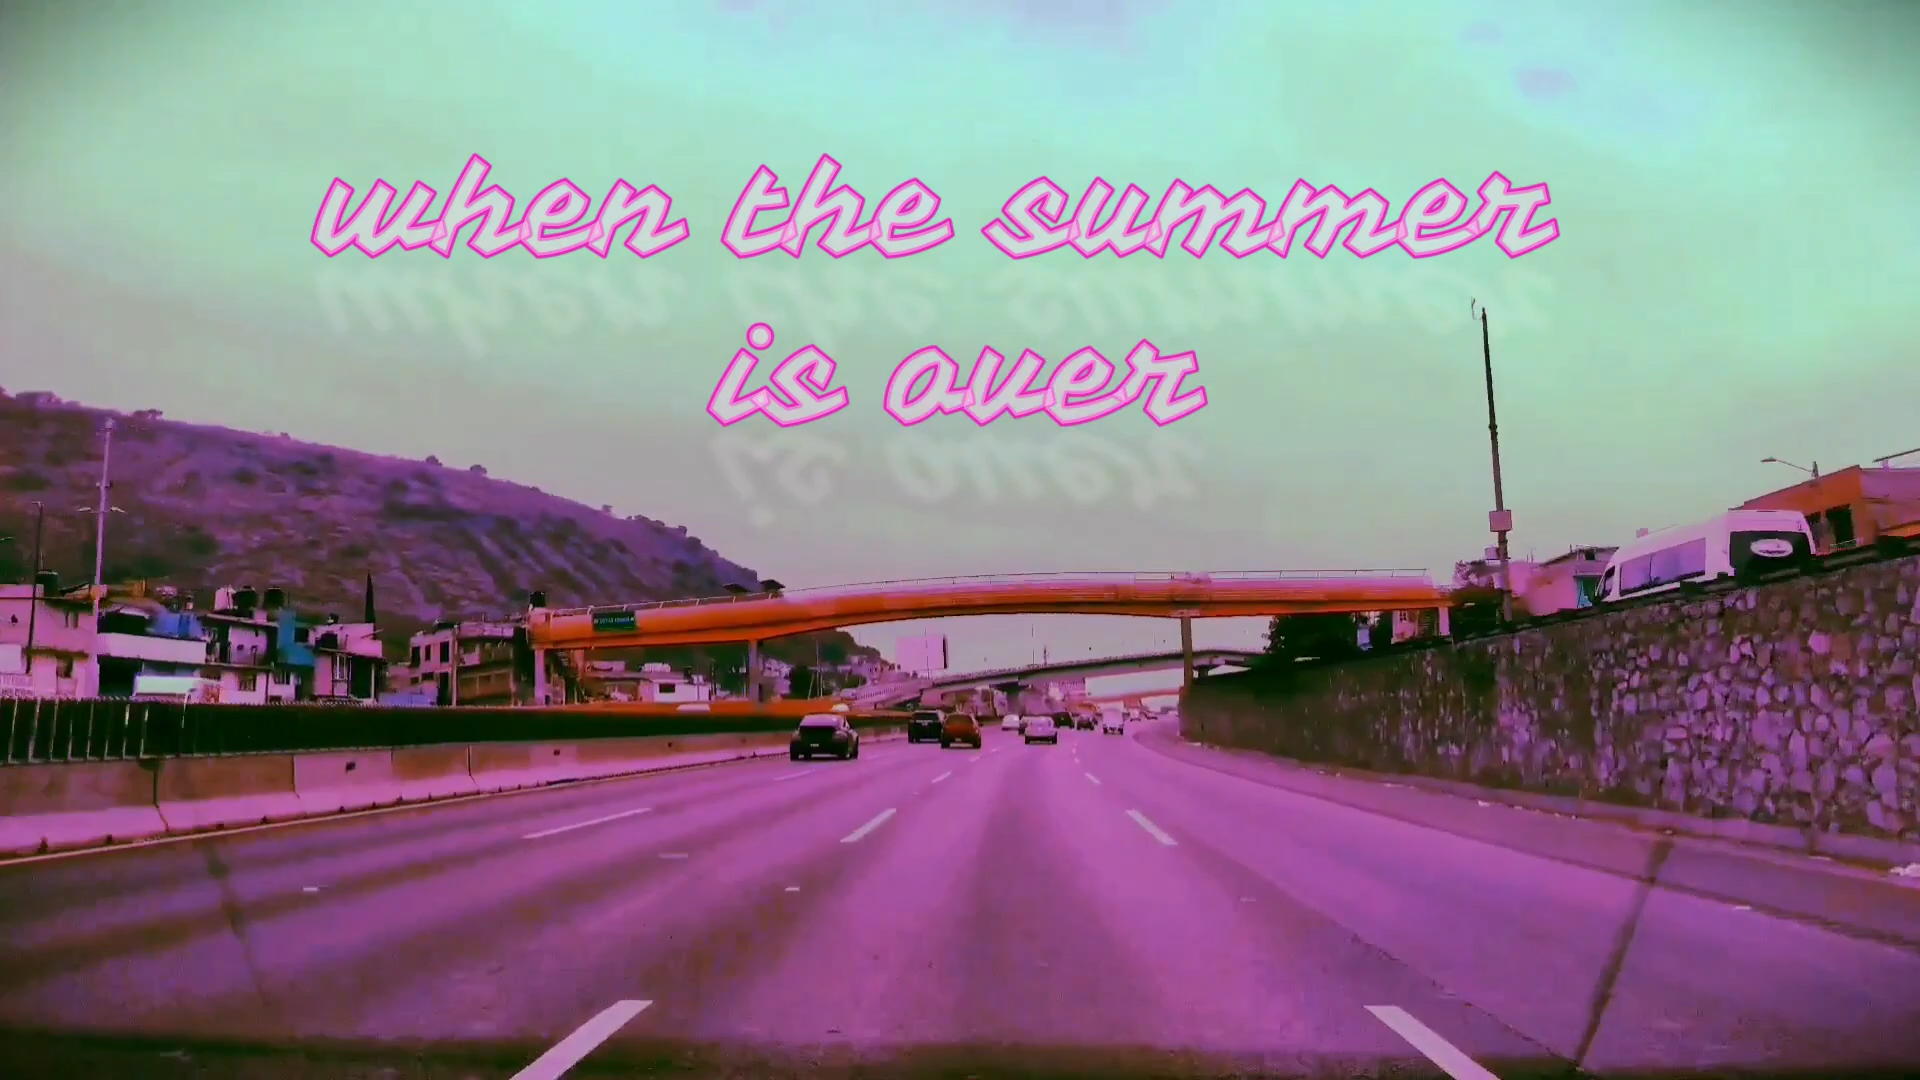 when the summer
is over